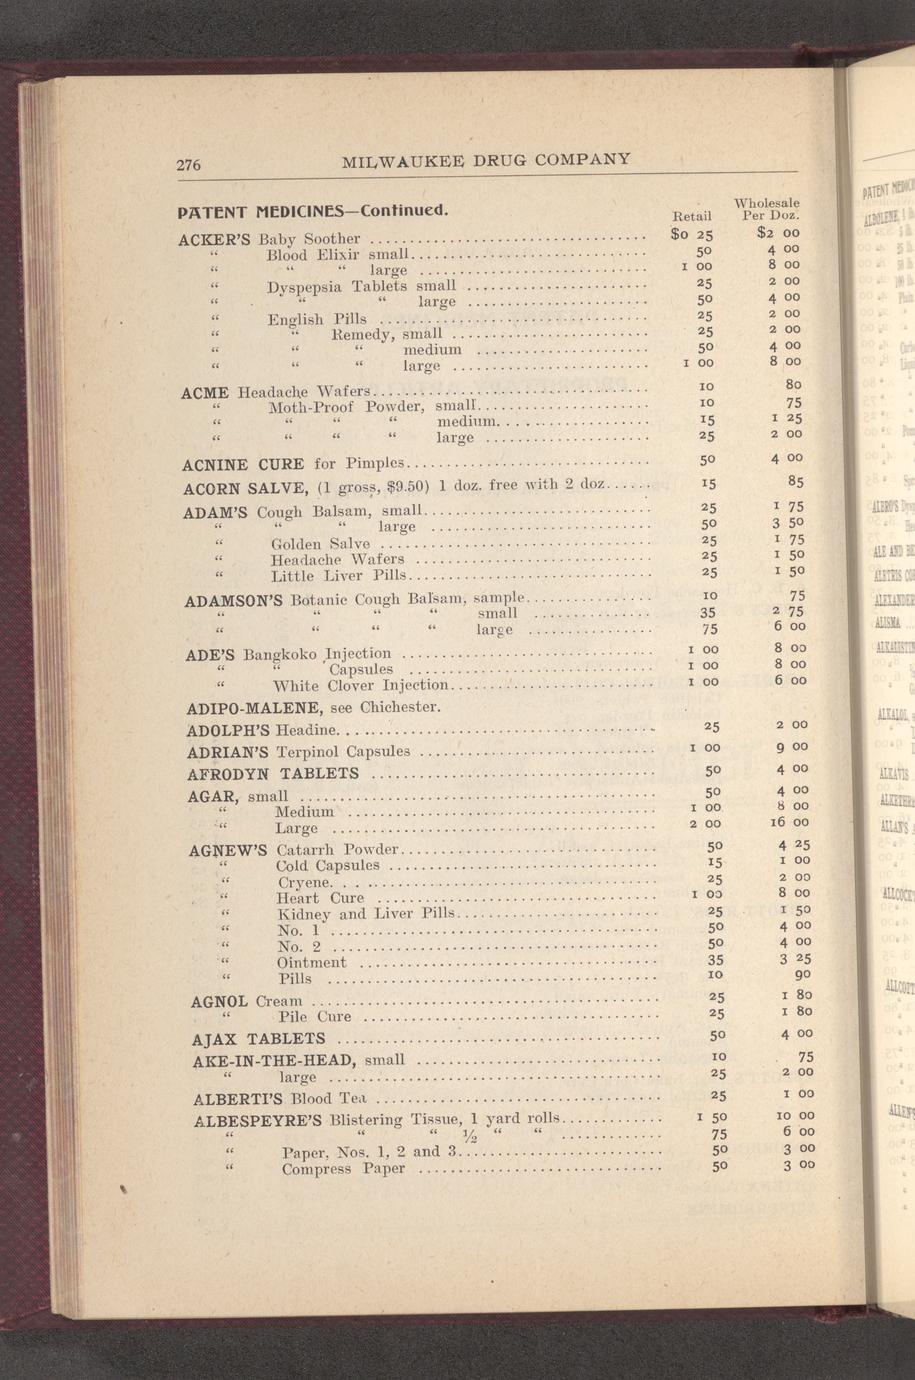 276 MILWAUKEE DRUG COMPANY
PATENT MEDICINES—Continued. Retail Wholesale Per Doz.
ACKER'S Baby Soother $0 25 $2 00
“ Blood Elixir small 50 4 00
“ “ “ large 1 00 8 00
“ Dyspepsia Tablets small 25 2 00
“ “ “ large 50 4 00
“ English Pills 25 2 00
“ “ Remedy, small 25 2 00
“ “ “ medium 50 4 00
“ “ “ large 1 00 8 00
ACME Headache Wafers 10 80
“ Moth-Proof Powder, small 10 75
“ “ “ “ medium 15 1 25
“ “ “ “ large 25 2 00
ACNINE CURE for Pimples 50 4 00
ACORN SALVE, (1 gross, $9.50) 1 doz. free with 2 doz 15 85
ADAM'S Cough Balsam, small 25 1 75
“ “ “ large 50 3 50
“ Golden Salve 25 1 75
“ Headache Wafers 25 1 50
“ Little Liver Pills 25 1 50
ADAMSON'S Botanic Cough Balsam, sample 10 75
“ “ “ “ small 35 2 75
“ “ “ “ large 75 6 00
ADE'S Bangkoko Injection 1 00 8 00
“ “ Capsules 1 00 8 00
“ White Clover Injection 1 00 6 00
ADIPO-MALENE, see Chichester.
ADOLPH'S Headine 25 2 00
ADRIAN'S Terpinol Capsules 1 00 9 00
AFRODYN TABLETS 50 4 00
AGAR, small 50 4 00
“ Medium 1 00 8 00
“ Large 2 00 16 00
AGNEW'S Catarrh Powder 50 4 25
“ Cold Capsules 15 1 00
“ Cryene 25 2 00
“ Heart Cure 1 00 8 00
“ Kidney and Liver Pills 25 1 50
“ No. 1 50 4 00
“ No. 2 50 4 00
“ Ointment 35 3 25
“ Pills 10 90
AGNOL Cream 25 1 80
“ Pile Cure 25 1 80
AJAX TABLETS 50 4 00
AKE-IN-THE-HEAD, small 10 75
“ large 25 2 00
ALBERTI'S Blood Tea 25 1 00
ALBESPEYRE'S Blistering Tissue, 1 yard rolls 1 50 10 00
“ “ “ ½ “ “ 75 6 00
“ Paper, Nos. 1, 2 and 3 50 3 00
“ Compress Paper 50 3 00